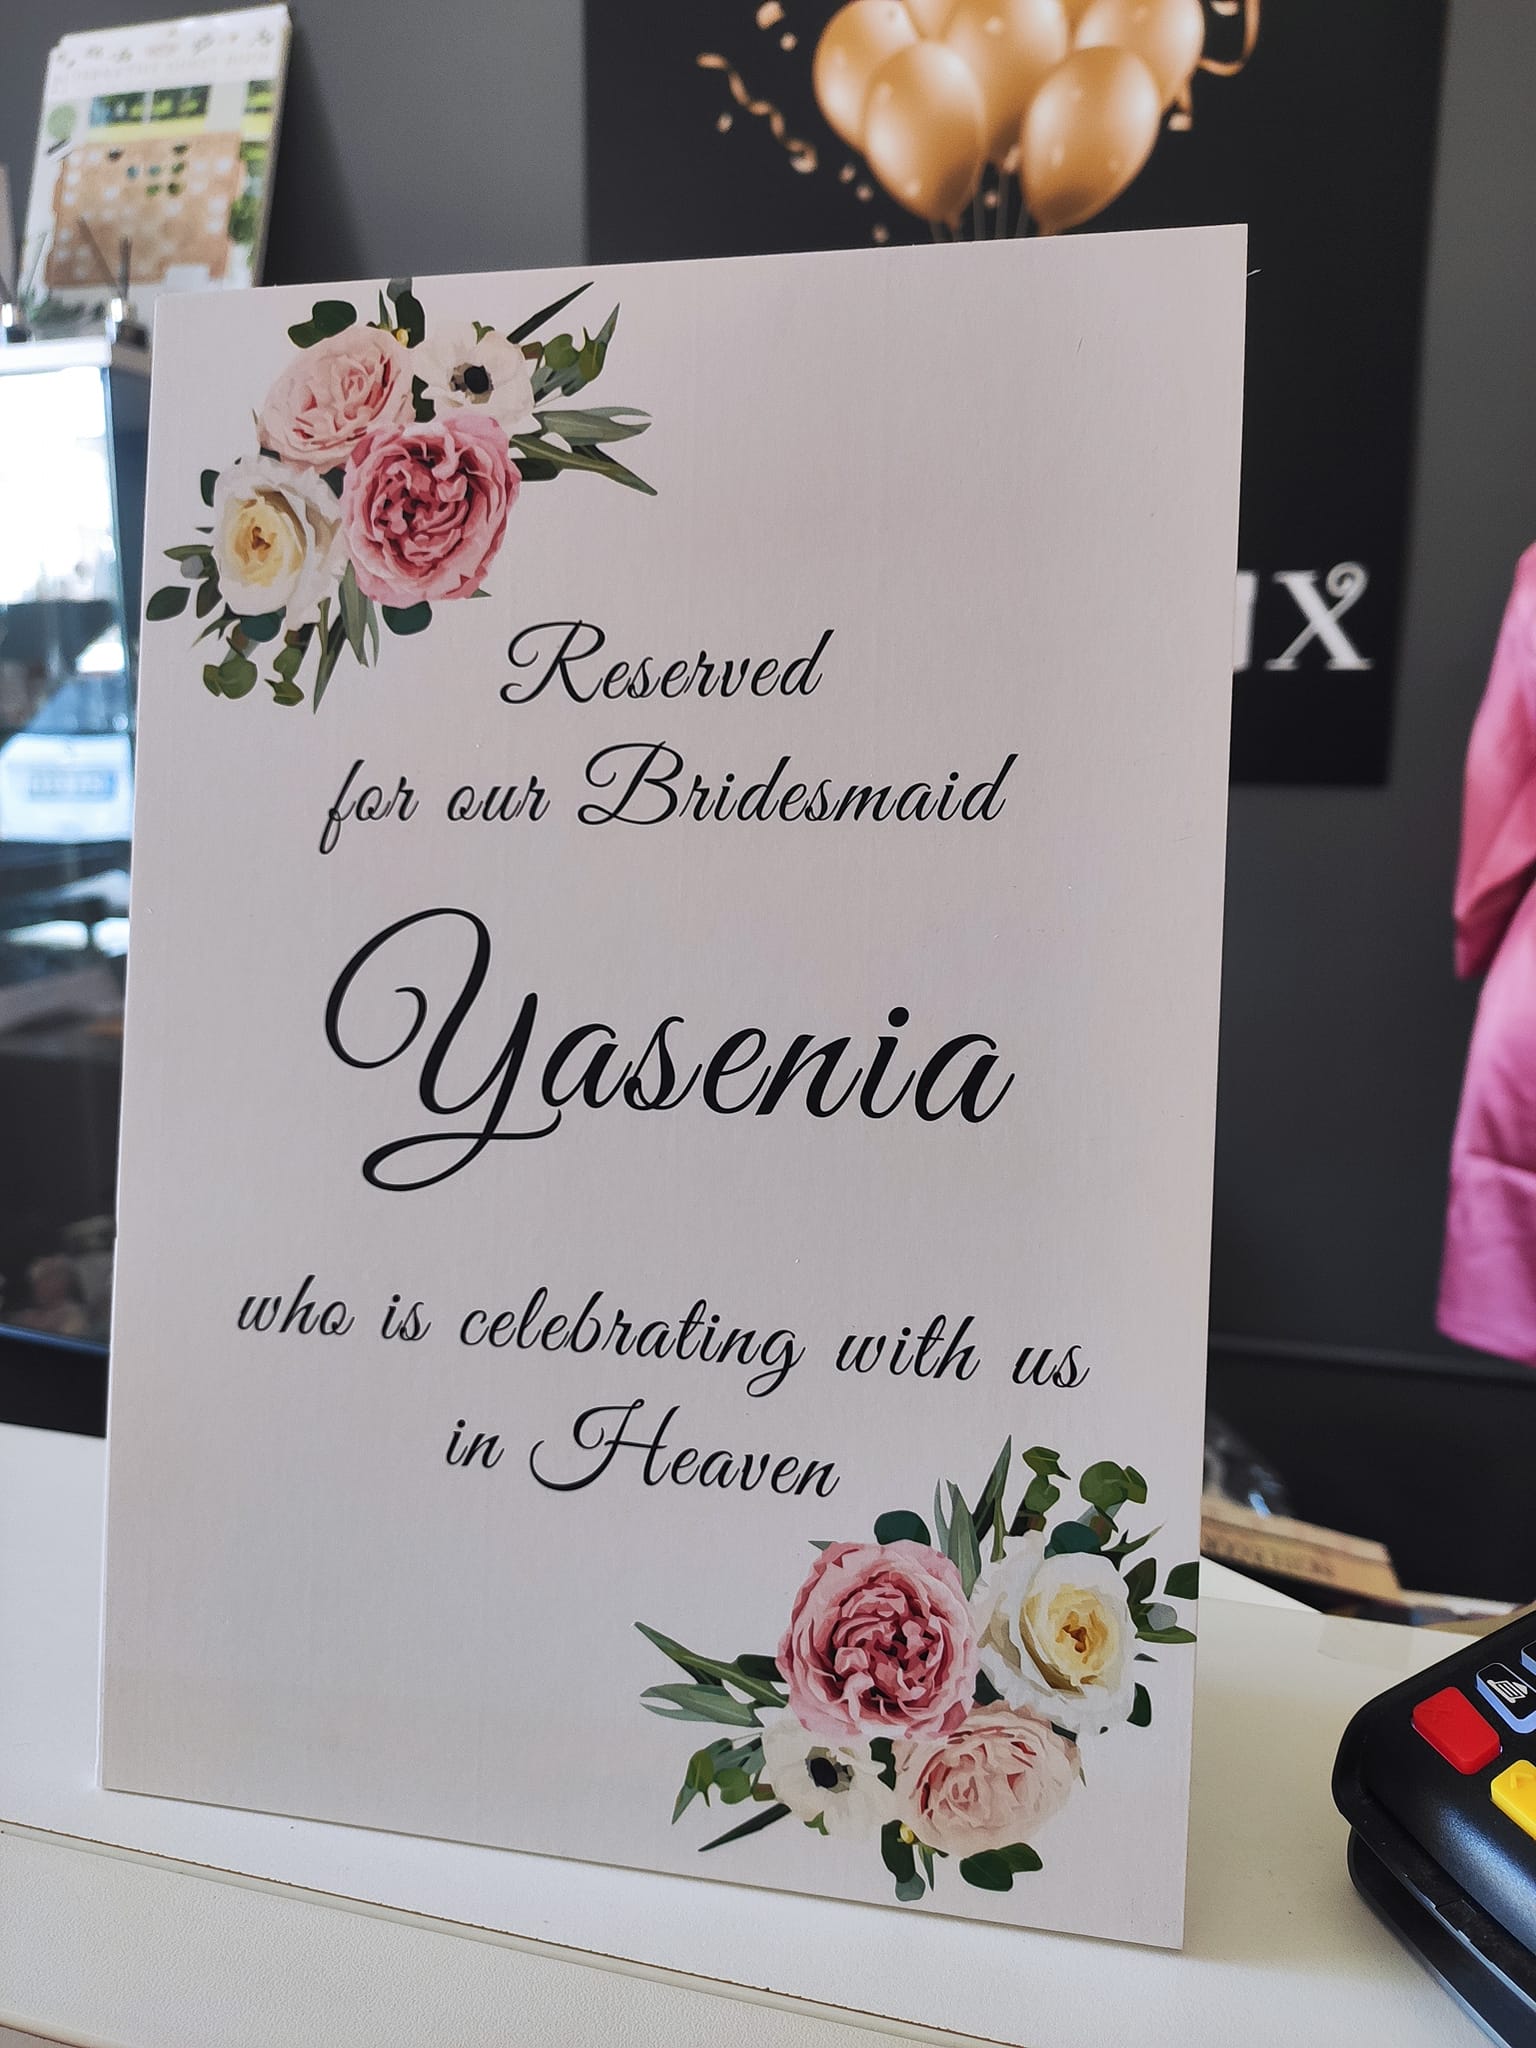 Reserved
for our Bridesmaid
Yasenia
who is celebrating with us
in Heaven